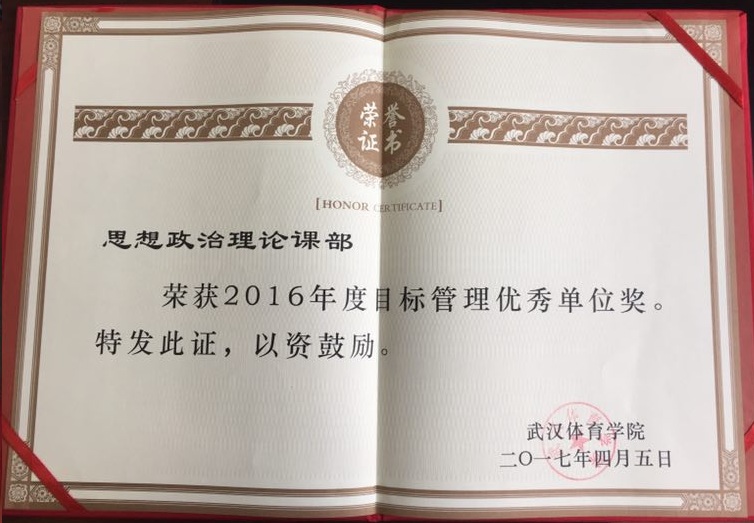 荣誉
证书
[HONOR CERTIFICATE]
思想政治理论课部
荣获2016年度目标管理优秀单位奖。
特发此证，以资鼓励。
武汉体育学院
二〇一七年四月五日